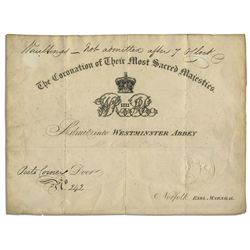 Vaultings — Not admitted after 7 o'Clock
The Coronation of Their Most Sacred Majesties
Admit into WESTMINSTER ABBEY
Poets Corner Door
No 242
Norfolk EARL MARSHAL